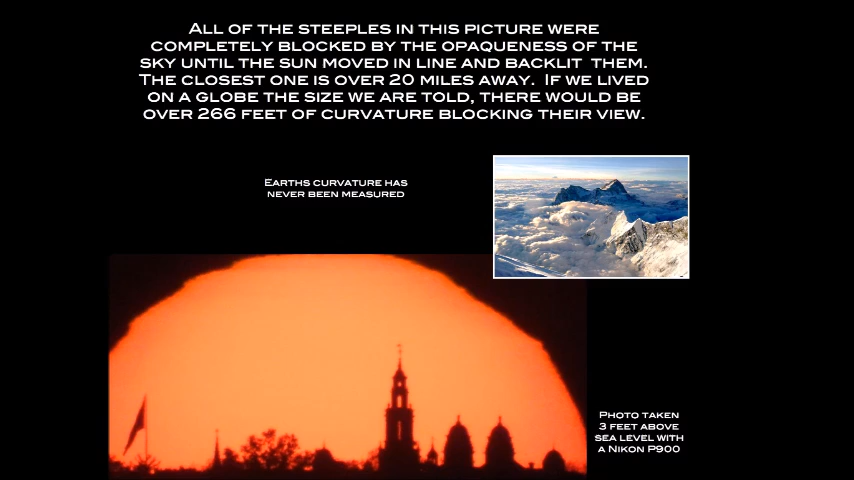 All of the steeples in this picture were
completely blocked by the opaqueness of the
sky until the sun moved in line and backlit them.
The closest one is over 20 miles away. If we lived
on a globe the size we are told, there would be
over 266 feet of curvature blocking their view.
Earths curvature has
never been measured
Photo taken
3 feet above
sea level with
a Nikon P900